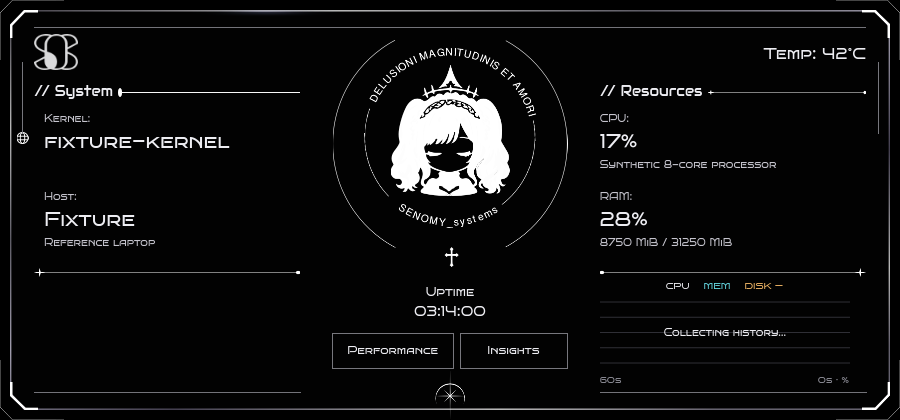 Temp: 42°C
// System
Kernel:
fixture-kernel
Host:
Fixture
Reference laptop
DELUSIONI MAGNITUDINIS ET AMORI
SENOMY_systems
Uptime
03:14:00
Performance
Insights
// Resources
CPU:
17%
Synthetic 8-core processor
RAM:
28%
8750 MiB / 31250 MiB
CPU MEM DISK —
Collecting history...
60s
0s · %